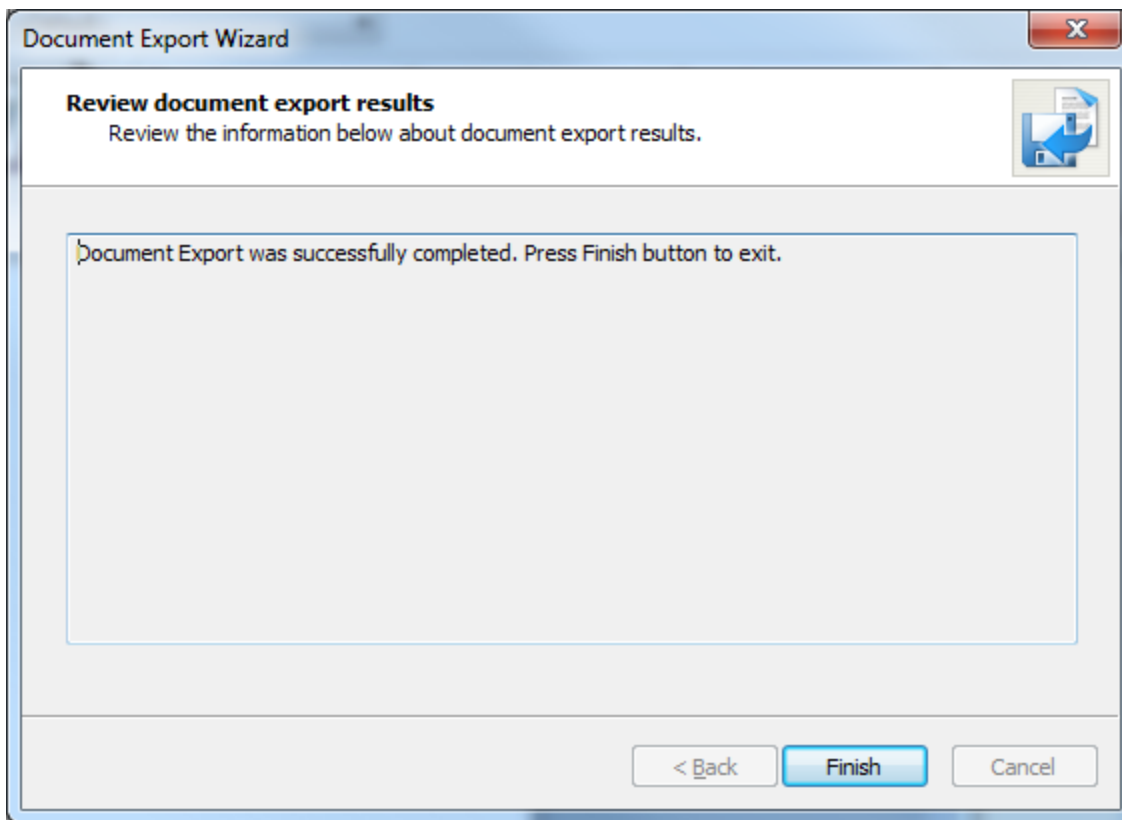 Document Export Wizard
Review document export results
Review the information below about document export results.
Document Export was successfully completed. Press Finish button to exit.
< Back
Finish
Cancel